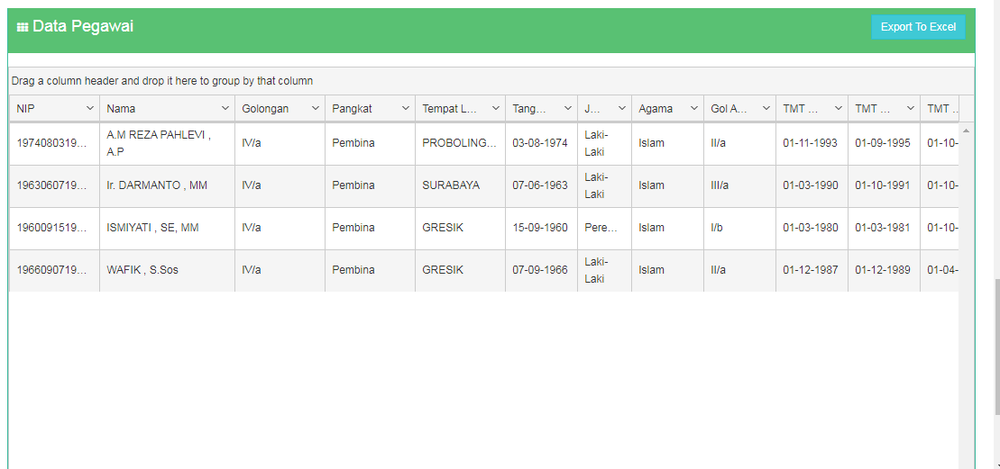 Data Pegawai
Export To Excel
Drag a column header and drop it here to group by that column
NIP Nama Golongan Pangkat Tempat L... Tang... J... Agama Gol A... TMT ... TMT ... TMT ..
1974080319... A.M REZA PAHLEVI , IV/a Pembina PROBOLING... 03-08-1974 Laki- Islam II/a 01-11-1993 01-09-1995 01-10-
A.P Laki
1963060719... Ir. DARMANTO , MM IV/a Pembina SURABAYA 07-06-1963 Laki- Islam III/a 01-03-1990 01-10-1991 01-10-
Laki
1960091519... ISMIYATI , SE, MM IV/a Pembina GRESIK 15-09-1960 Pere... Islam I/b 01-03-1980 01-03-1981 01-10-
1966090719... WAFIK , S.Sos IV/a Pembina GRESIK 07-09-1966 Laki- Islam II/a 01-12-1987 01-12-1989 01-04-
Laki